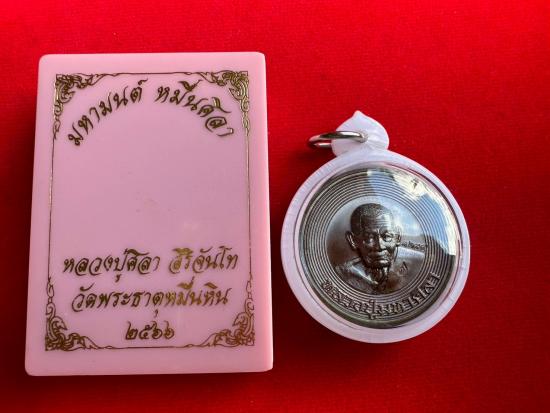 มหามนต์ หมื่นศิลา
หลวงปู่ศิลา สิริจันโท
วัดพระธาตุหมื่นหิน
๒๕๖๖